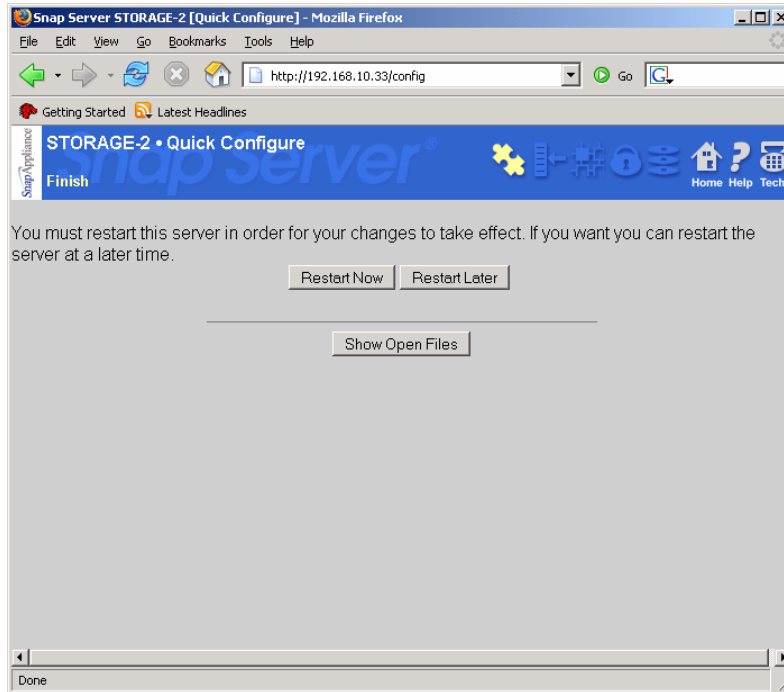 Snap Server STORAGE-2 [Quick Configure] - Mozilla Firefox
File Edit View Go Bookmarks Tools Help
http://192.168.10.33/config Go G
Getting Started Latest Headlines
SnapAppliance
Snap Server®
STORAGE-2 • Quick Configure
Finish
Home Help Tech
You must restart this server in order for your changes to take effect. If you want you can restart the
server at a later time.
Restart Now Restart Later
Show Open Files
Done